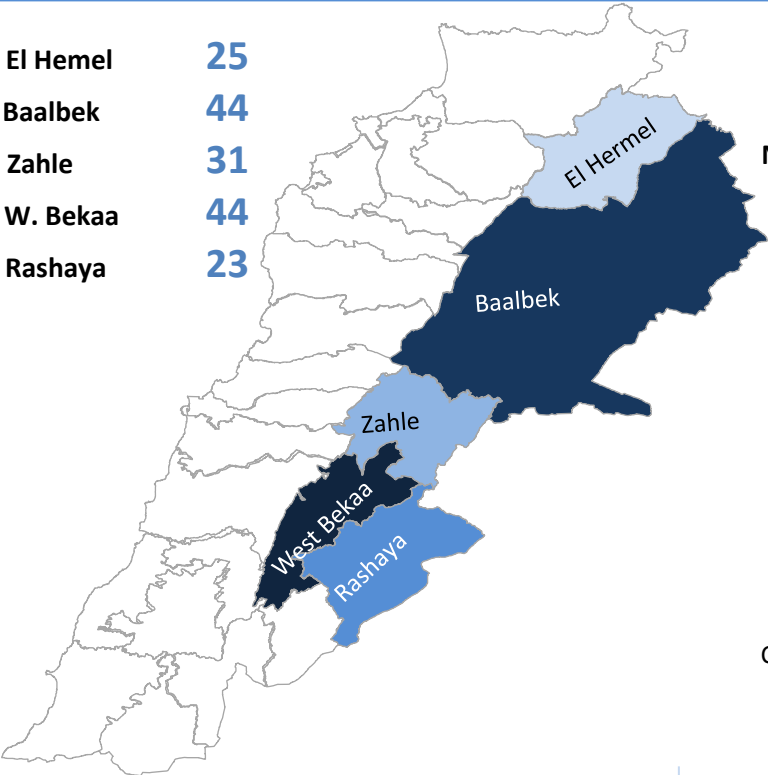 El Hemel 25
Baalbek 44
Zahle 31
W. Bekaa 44
Rashaya 23
El Hermel
Baalbek
Zahle
West Bekaa
Rashaya